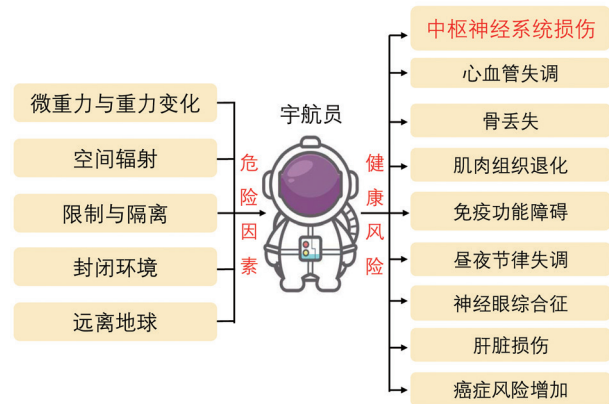 微重力与重力变化
空间辐射
限制与隔离
封闭环境
远离地球
危险因素
宇航员
健康风险
中枢神经系统损伤
心血管失调
骨丢失
肌肉组织退化
免疫功能障碍
昼夜节律失调
神经眼综合征
肝脏损伤
癌症风险增加